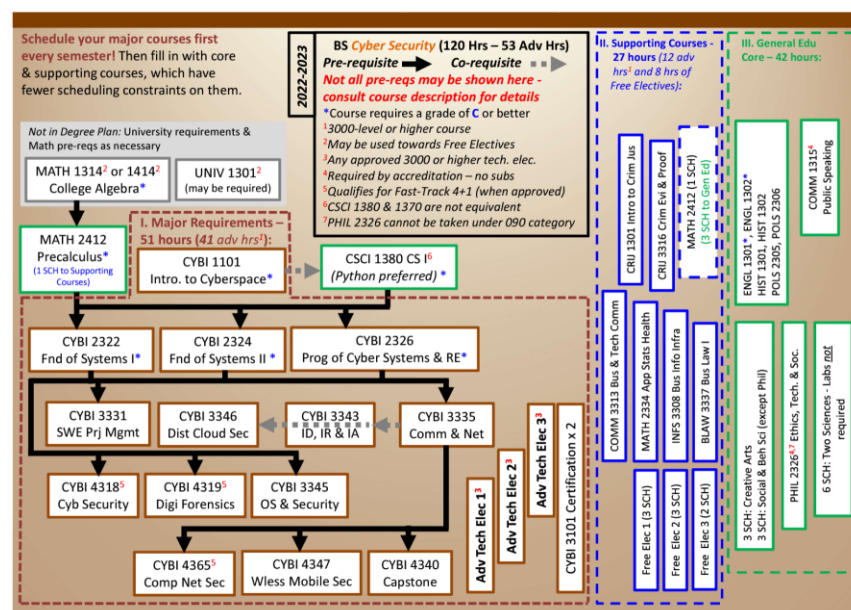 Schedule your major courses first
every semester! Then fill in with core
& supporting courses, which have
fewer scheduling constraints on them.
2022-2023
BS Cyber Security (120 Hrs – 53 Adv Hrs)
Pre-requisite Co-requisite
Not all pre-reqs may be shown here -
consult course description for details
*Course requires a grade of C or better
¹3000-level or higher course
²May be used towards Free Electives
³Any approved 3000 or higher tech. elec.
⁴Required by accreditation – no subs
⁵Qualifies for Fast-Track 4+1 (when approved)
⁶CSCI 1380 & 1370 are not equivalent
⁷PHIL 2326 cannot be taken under 090 category
Not in Degree Plan: University requirements &
Math pre-reqs as necessary
MATH 1314² or 1414²
College Algebra*
UNIV 1301²
(may be required)
MATH 2412
Precalculus*
(1 SCH to Supporting
Courses)
I. Major Requirements –
51 hours (41 adv hrs¹):
CYBI 1101
Intro. to Cyberspace*
CSCI 1380 CS I⁶
(Python preferred) *
CYBI 2322
Fnd of Systems I*
CYBI 2324
Fnd of Systems II *
CYBI 2326
Prog of Cyber Systems & RE*
CYBI 3331
SWE Prj Mgmt
CYBI 3346
Dist Cloud Sec
CYBI 3343
ID, IR & IA
CYBI 3335
Comm & Net
CYBI 4318⁵
Cyb Security
CYBI 4319⁵
Digi Forensics
CYBI 3345
OS & Security
CYBI 4365⁵
Comp Net Sec
CYBI 4347
Wless Mobile Sec
CYBI 4340
Capstone
Adv Tech Elec 1³
Adv Tech Elec 2³
Adv Tech Elec 3³
CYBI 3101 Certification x 2
II. Supporting Courses -
27 hours (12 adv
hrs¹ and 8 hrs of
Free Electives):
CRIJ 1301 Intro to Crim Jus
CRIJ 3316 Crim Evi & Proof
MATH 2412 (1 SCH)
(3 SCH to Gen Ed)
COMM 3313 Bus & Tech Comm
MATH 2334 App Stats Health
INFS 3308 Bus Info Infra
BLAW 3337 Bus Law I
Free Elec 1 (3 SCH)
Free Elec 2 (3 SCH)
Free Elec 3 (2 SCH)
III. General Edu
Core – 42 hours:
ENGL 1301*, ENGL 1302*
HIST 1301, HIST 1302
POLS 2305, POLS 2306
COMM 1315⁴
Public Speaking
3 SCH: Creative Arts
3 SCH: Social & Beh Sci (except Phil)
PHIL 2326⁴,⁷ Ethics, Tech. & Soc.
6 SCH: Two Sciences - Labs not
required